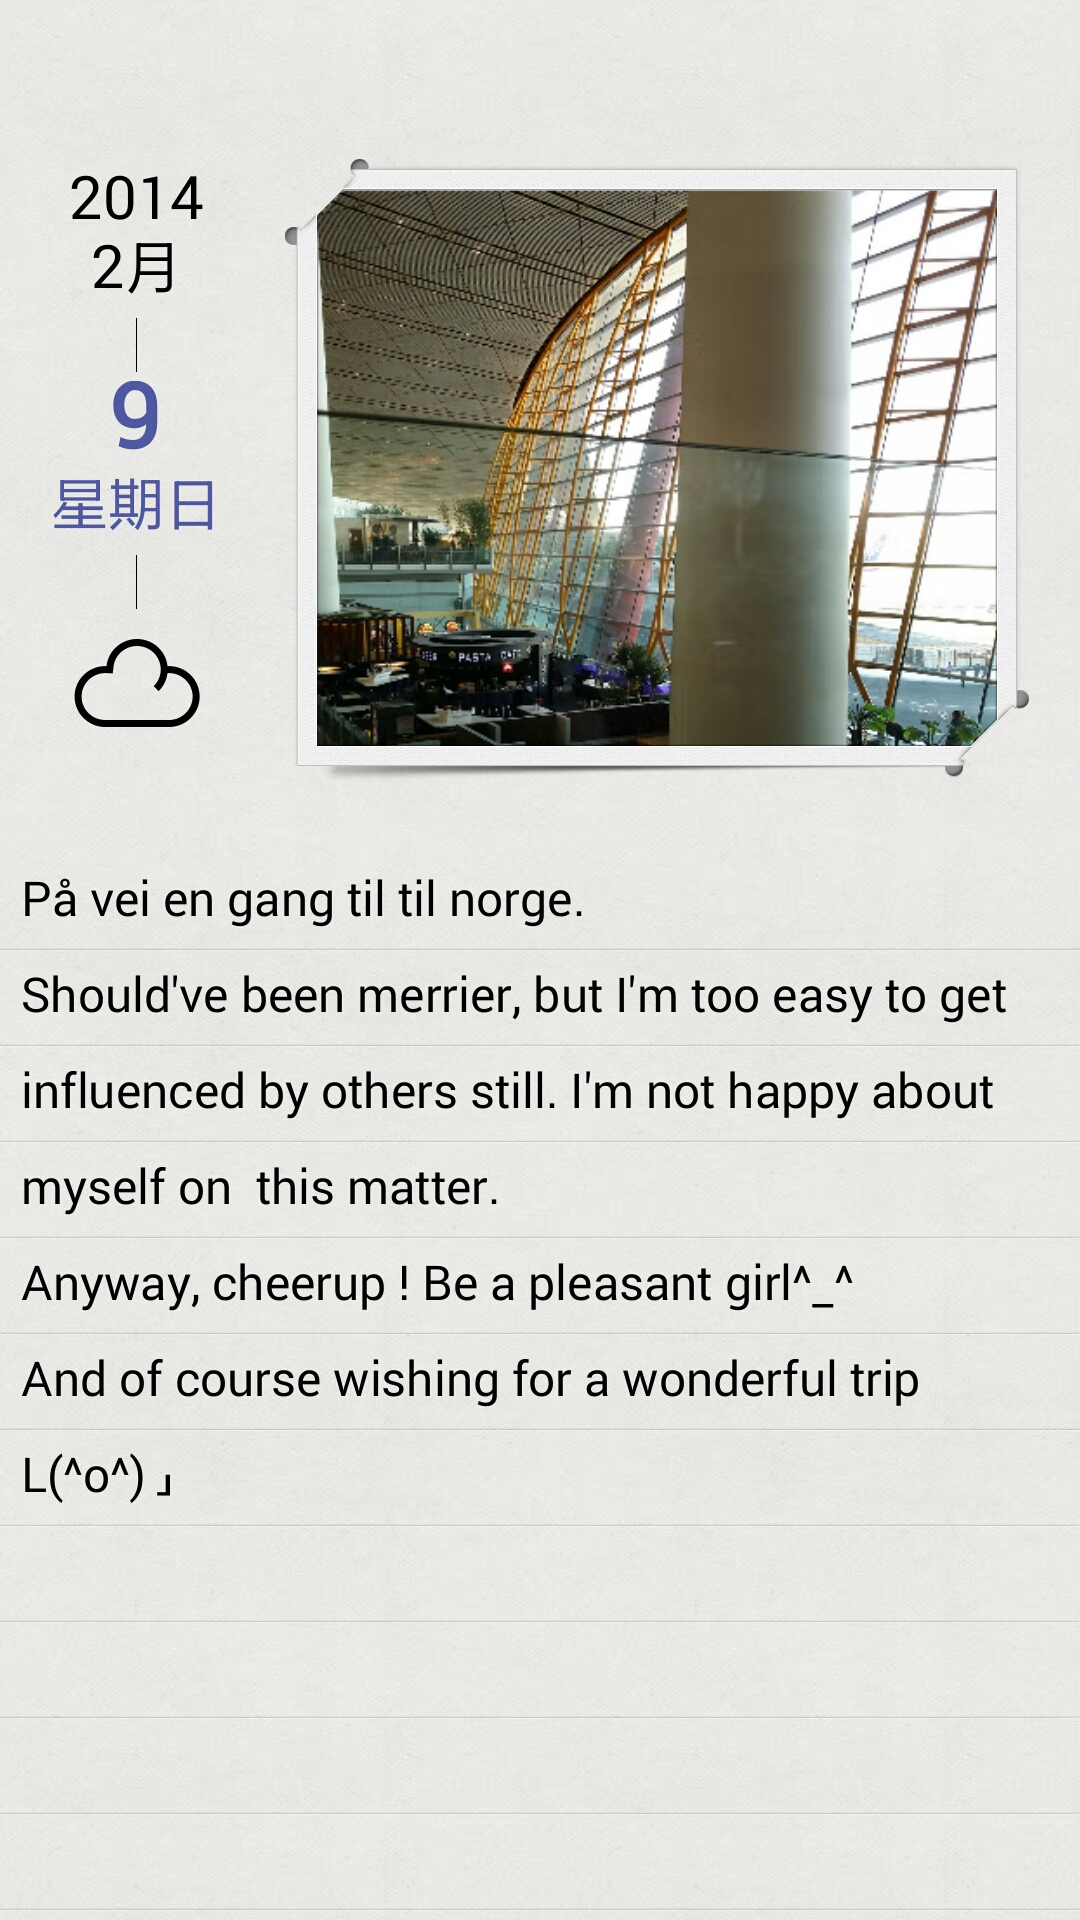 2014
2月
9
星期日
PASTA
På vei en gang til til norge.
Should've been merrier, but I'm too easy to get
influenced by others still. I'm not happy about
myself on  this matter.
Anyway, cheerup ! Be a pleasant girl^_^
And of course wishing for a wonderful trip
L(^o^)｣